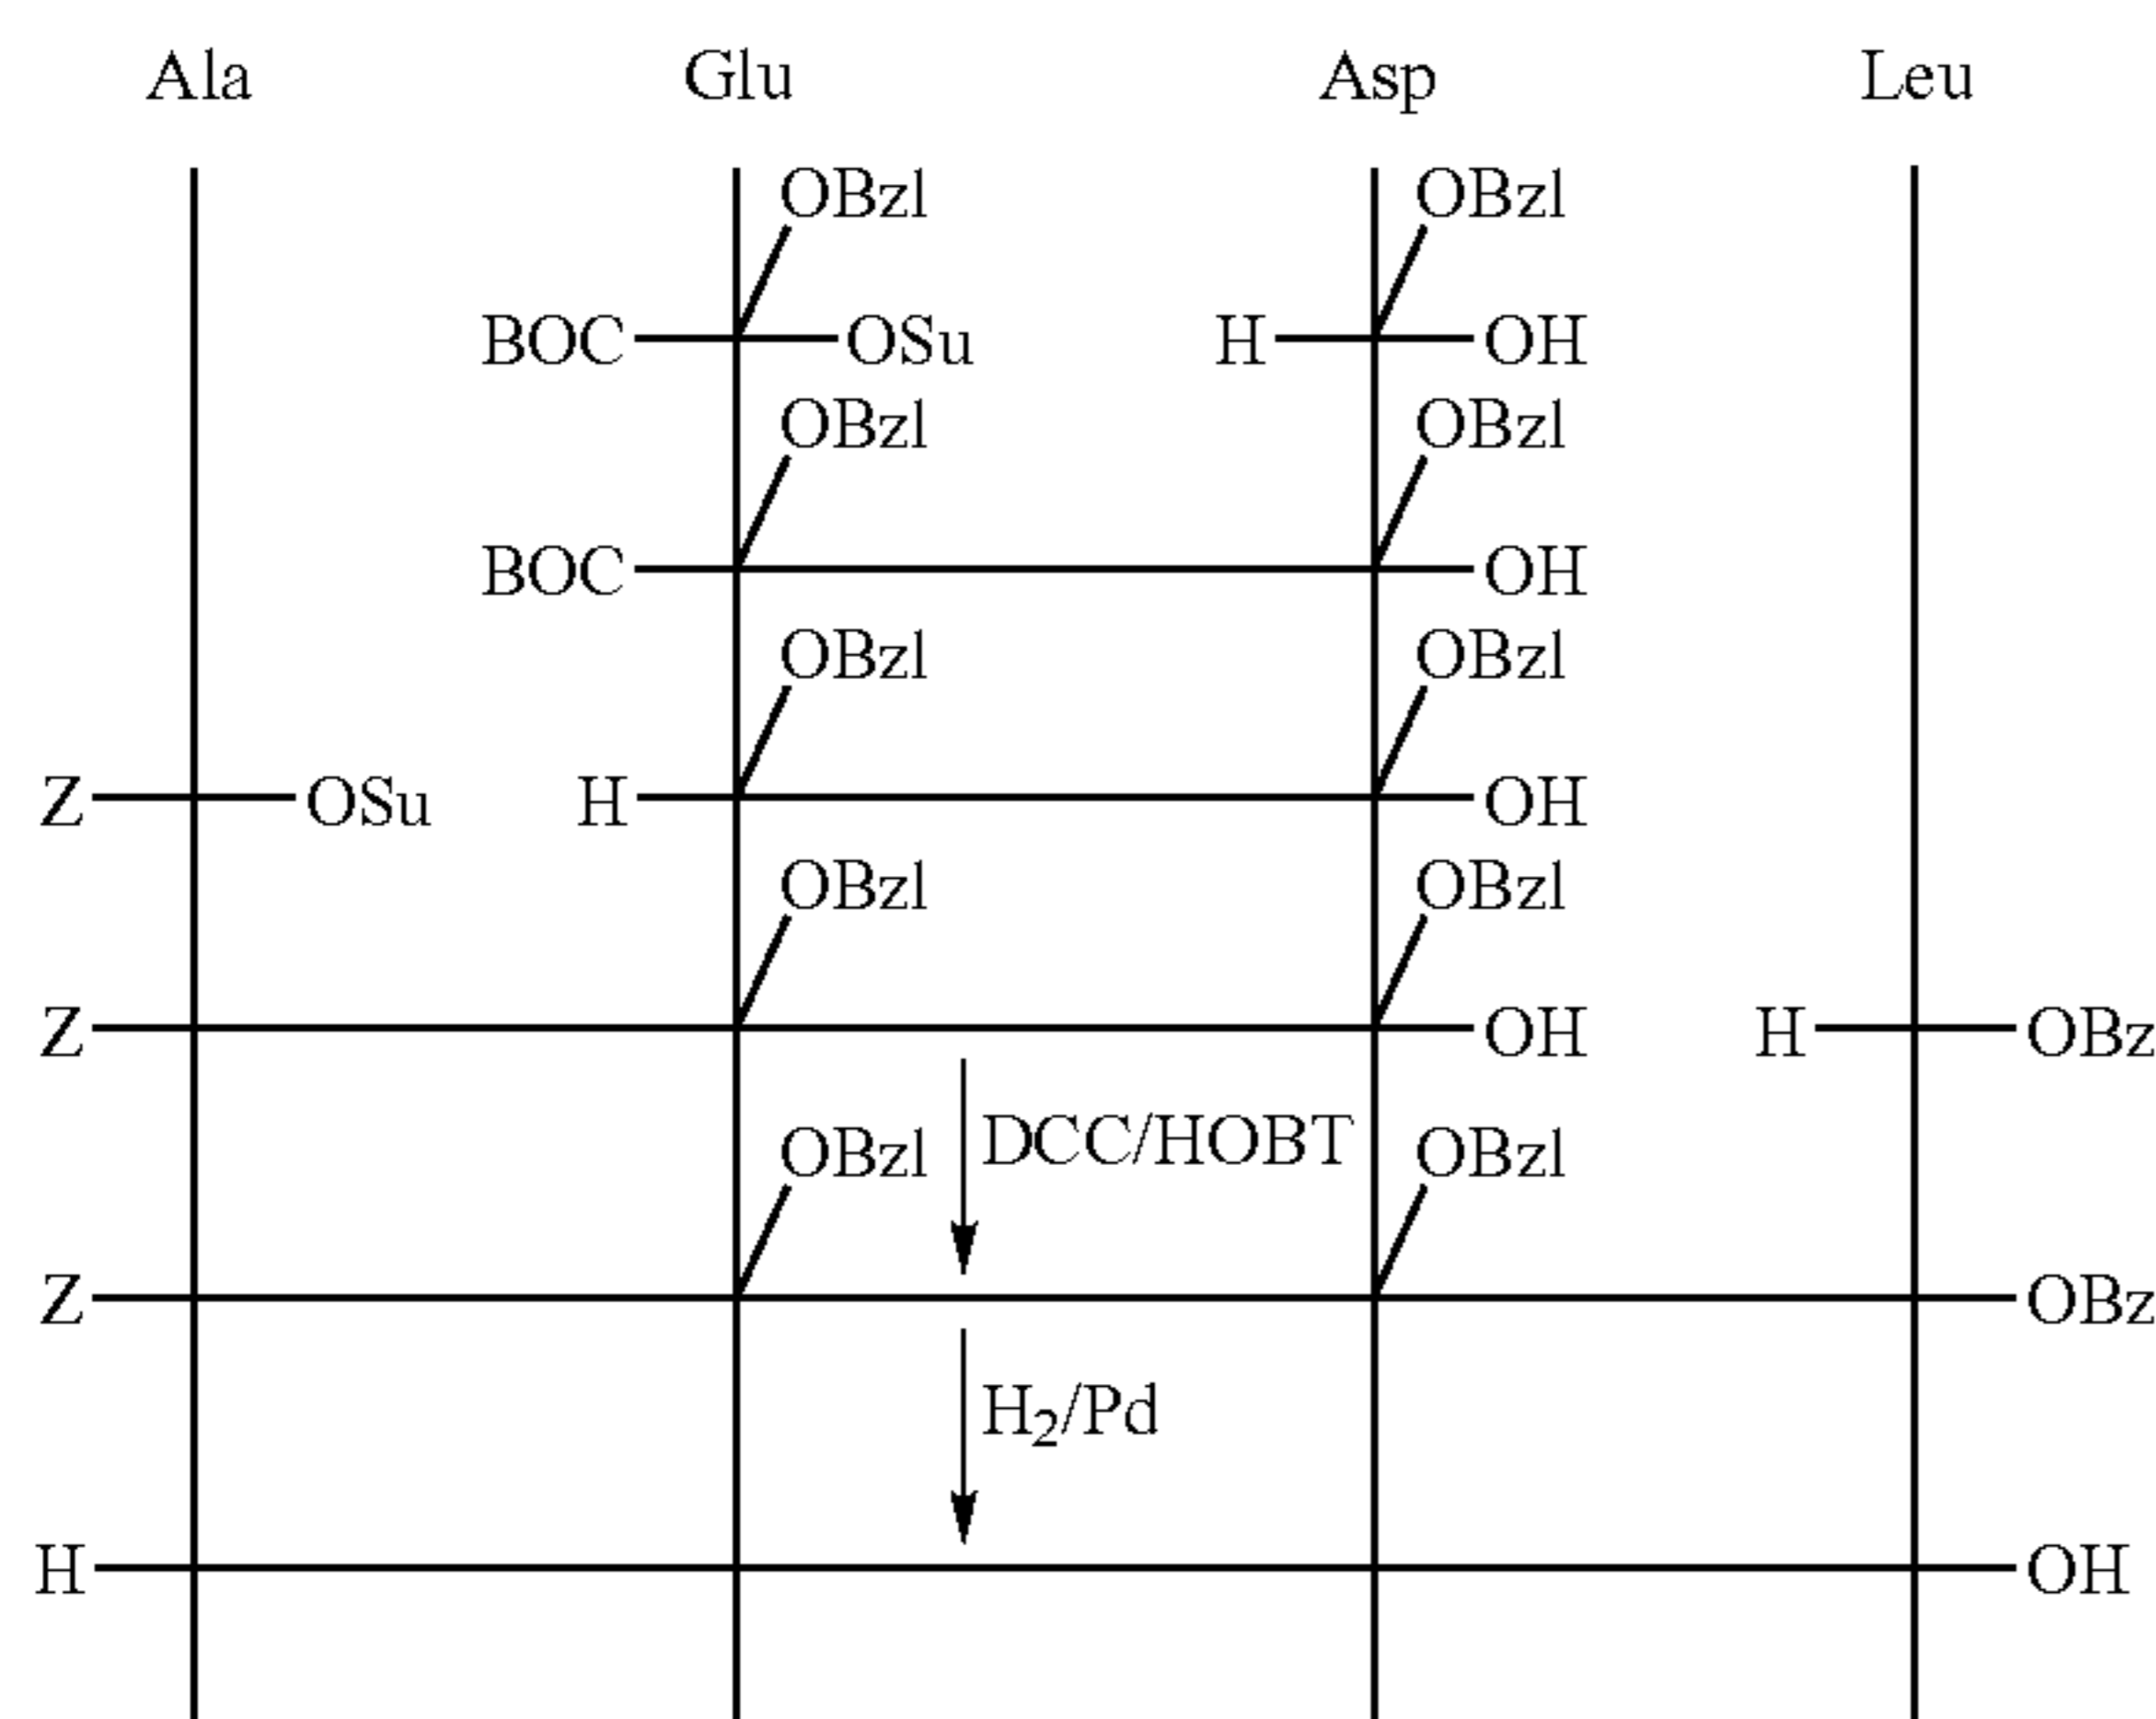 Ala Glu Asp Leu
OBzl OBzl
BOC OSu H OH
OBzl OBzl
BOC OH
OBzl OBzl
Z OSu H OH
OBzl OBzl
Z OH H OBz
DCC/HOBT
OBzl OBzl
Z OBz
H₂/Pd
H OH